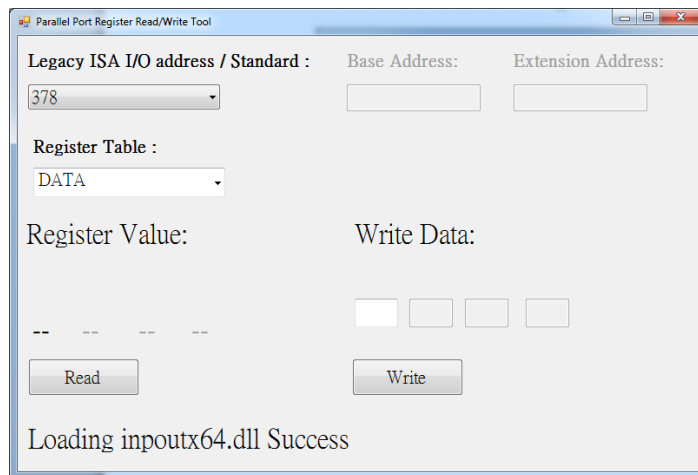 Parallel Port Register Read/Write Tool
Legacy ISA I/O address / Standard : Base Address: Extension Address:
378
Register Table :
DATA
Register Value: Write Data:
-- -- -- --
Read Write
Loading inpoutx64.dll Success